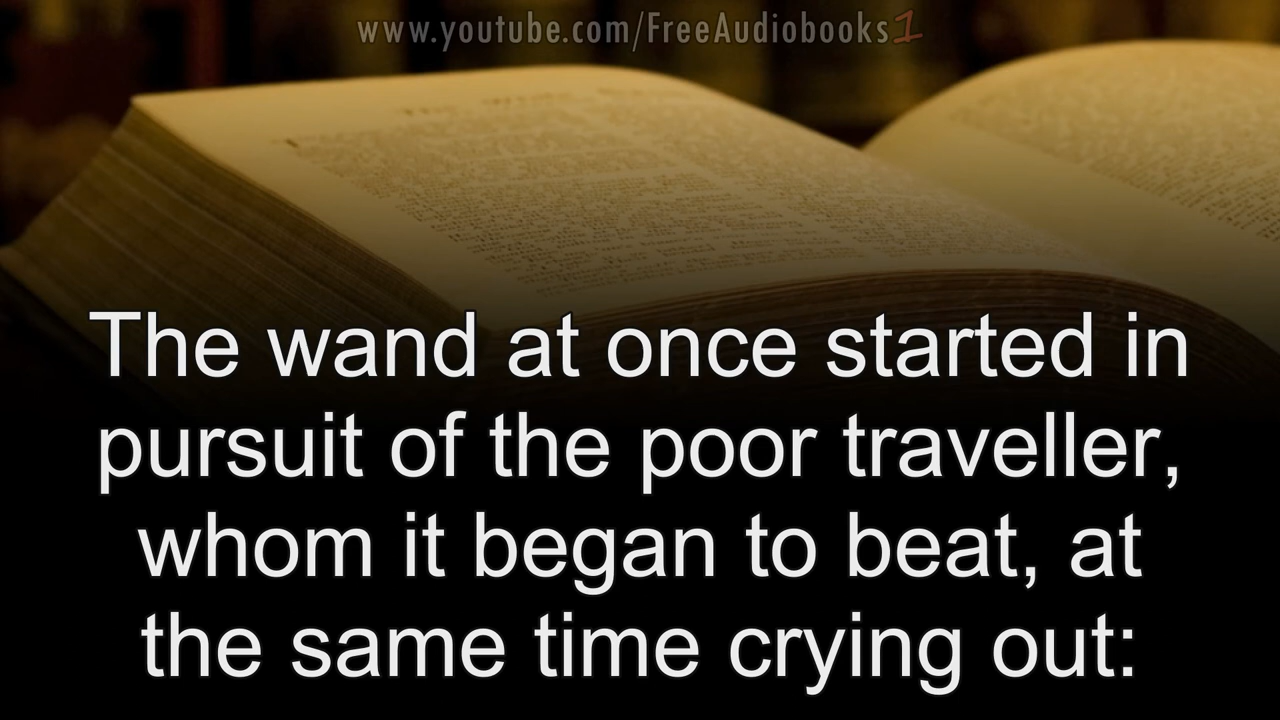 www.youtube.com/FreeAudiobooks1
The wand at once started in
pursuit of the poor traveller,
whom it began to beat, at
the same time crying out: